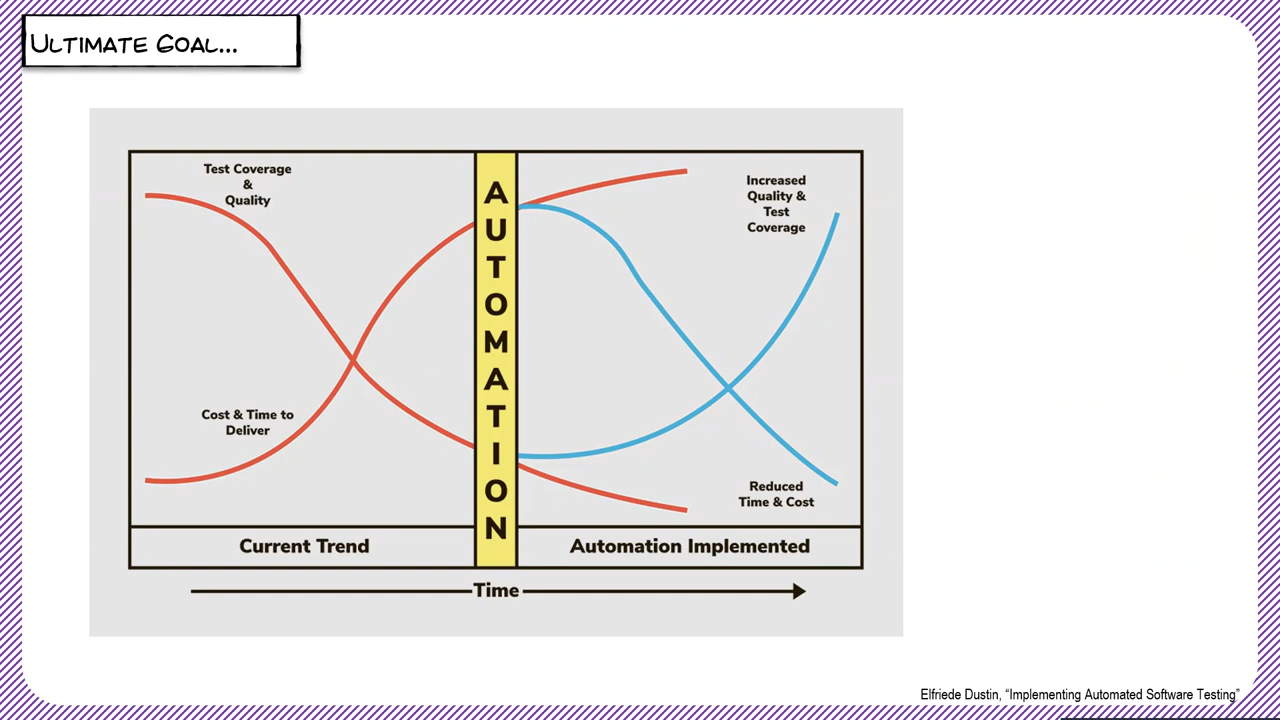 ULTIMATE GOAL...
Test Coverage
&
Quality
Cost & Time to
Deliver
AUTOMATION
Increased
Quality &
Test
Coverage
Reduced
Time & Cost
Current Trend
Automation Implemented
Time
Elfriede Dustin, “Implementing Automated Software Testing”